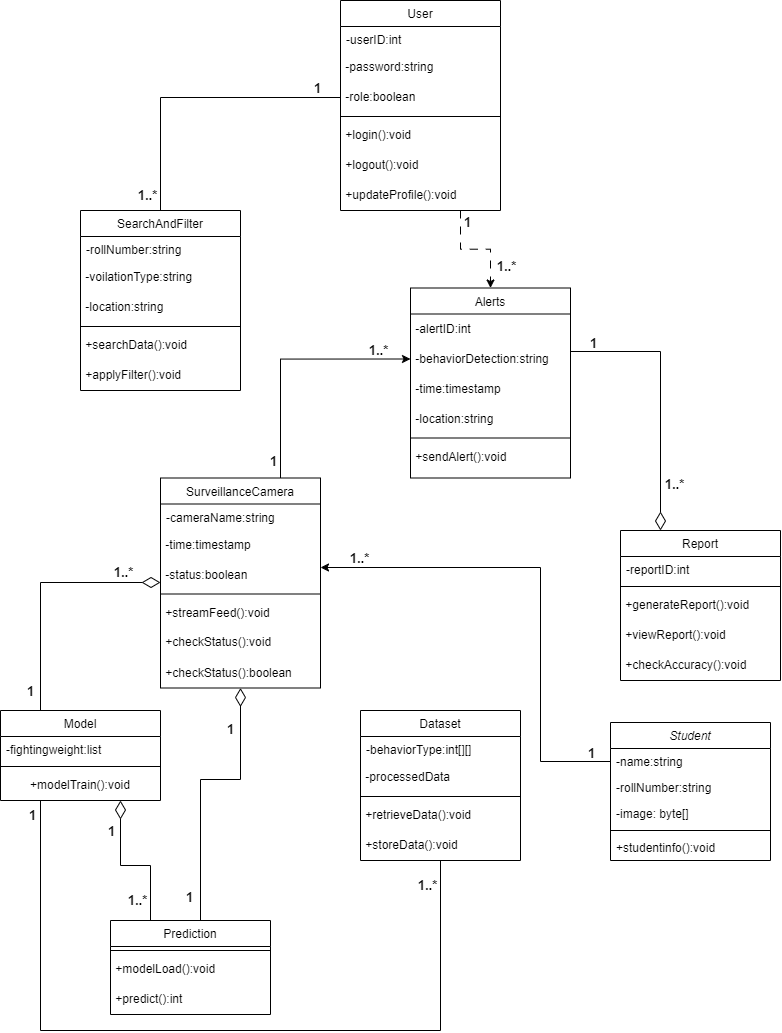 User
-userID:int
-password:string
-role:boolean
+login():void
+logout():void
+updateProfile():void
1
1..*
SearchAndFilter
-rollNumber:string
-voilationType:string
-location:string
+searchData():void
+applyFilter():void
1
1..*
Alerts
-alertID:int
-behaviorDetection:string
-time:timestamp
-location:string
+sendAlert():void
1..*
1
1
1..*
SurveillanceCamera
-cameraName:string
-time:timestamp
-status:boolean
+streamFeed():void
+checkStatus():void
+checkStatus():boolean
Report
-reportID:int
+generateReport():void
+viewReport():void
+checkAccuracy():void
1..*
1..*
1
1
1
Model
-fightingweight:list
+modelTrain():void
Dataset
-behaviorType:int[][]
-processedData
+retrieveData():void
+storeData():void
Student
-name:string
-rollNumber:string
-image: byte[]
+studentinfo():void
1
1
1..*
1
1..*
Prediction
+modelLoad():void
+predict():int